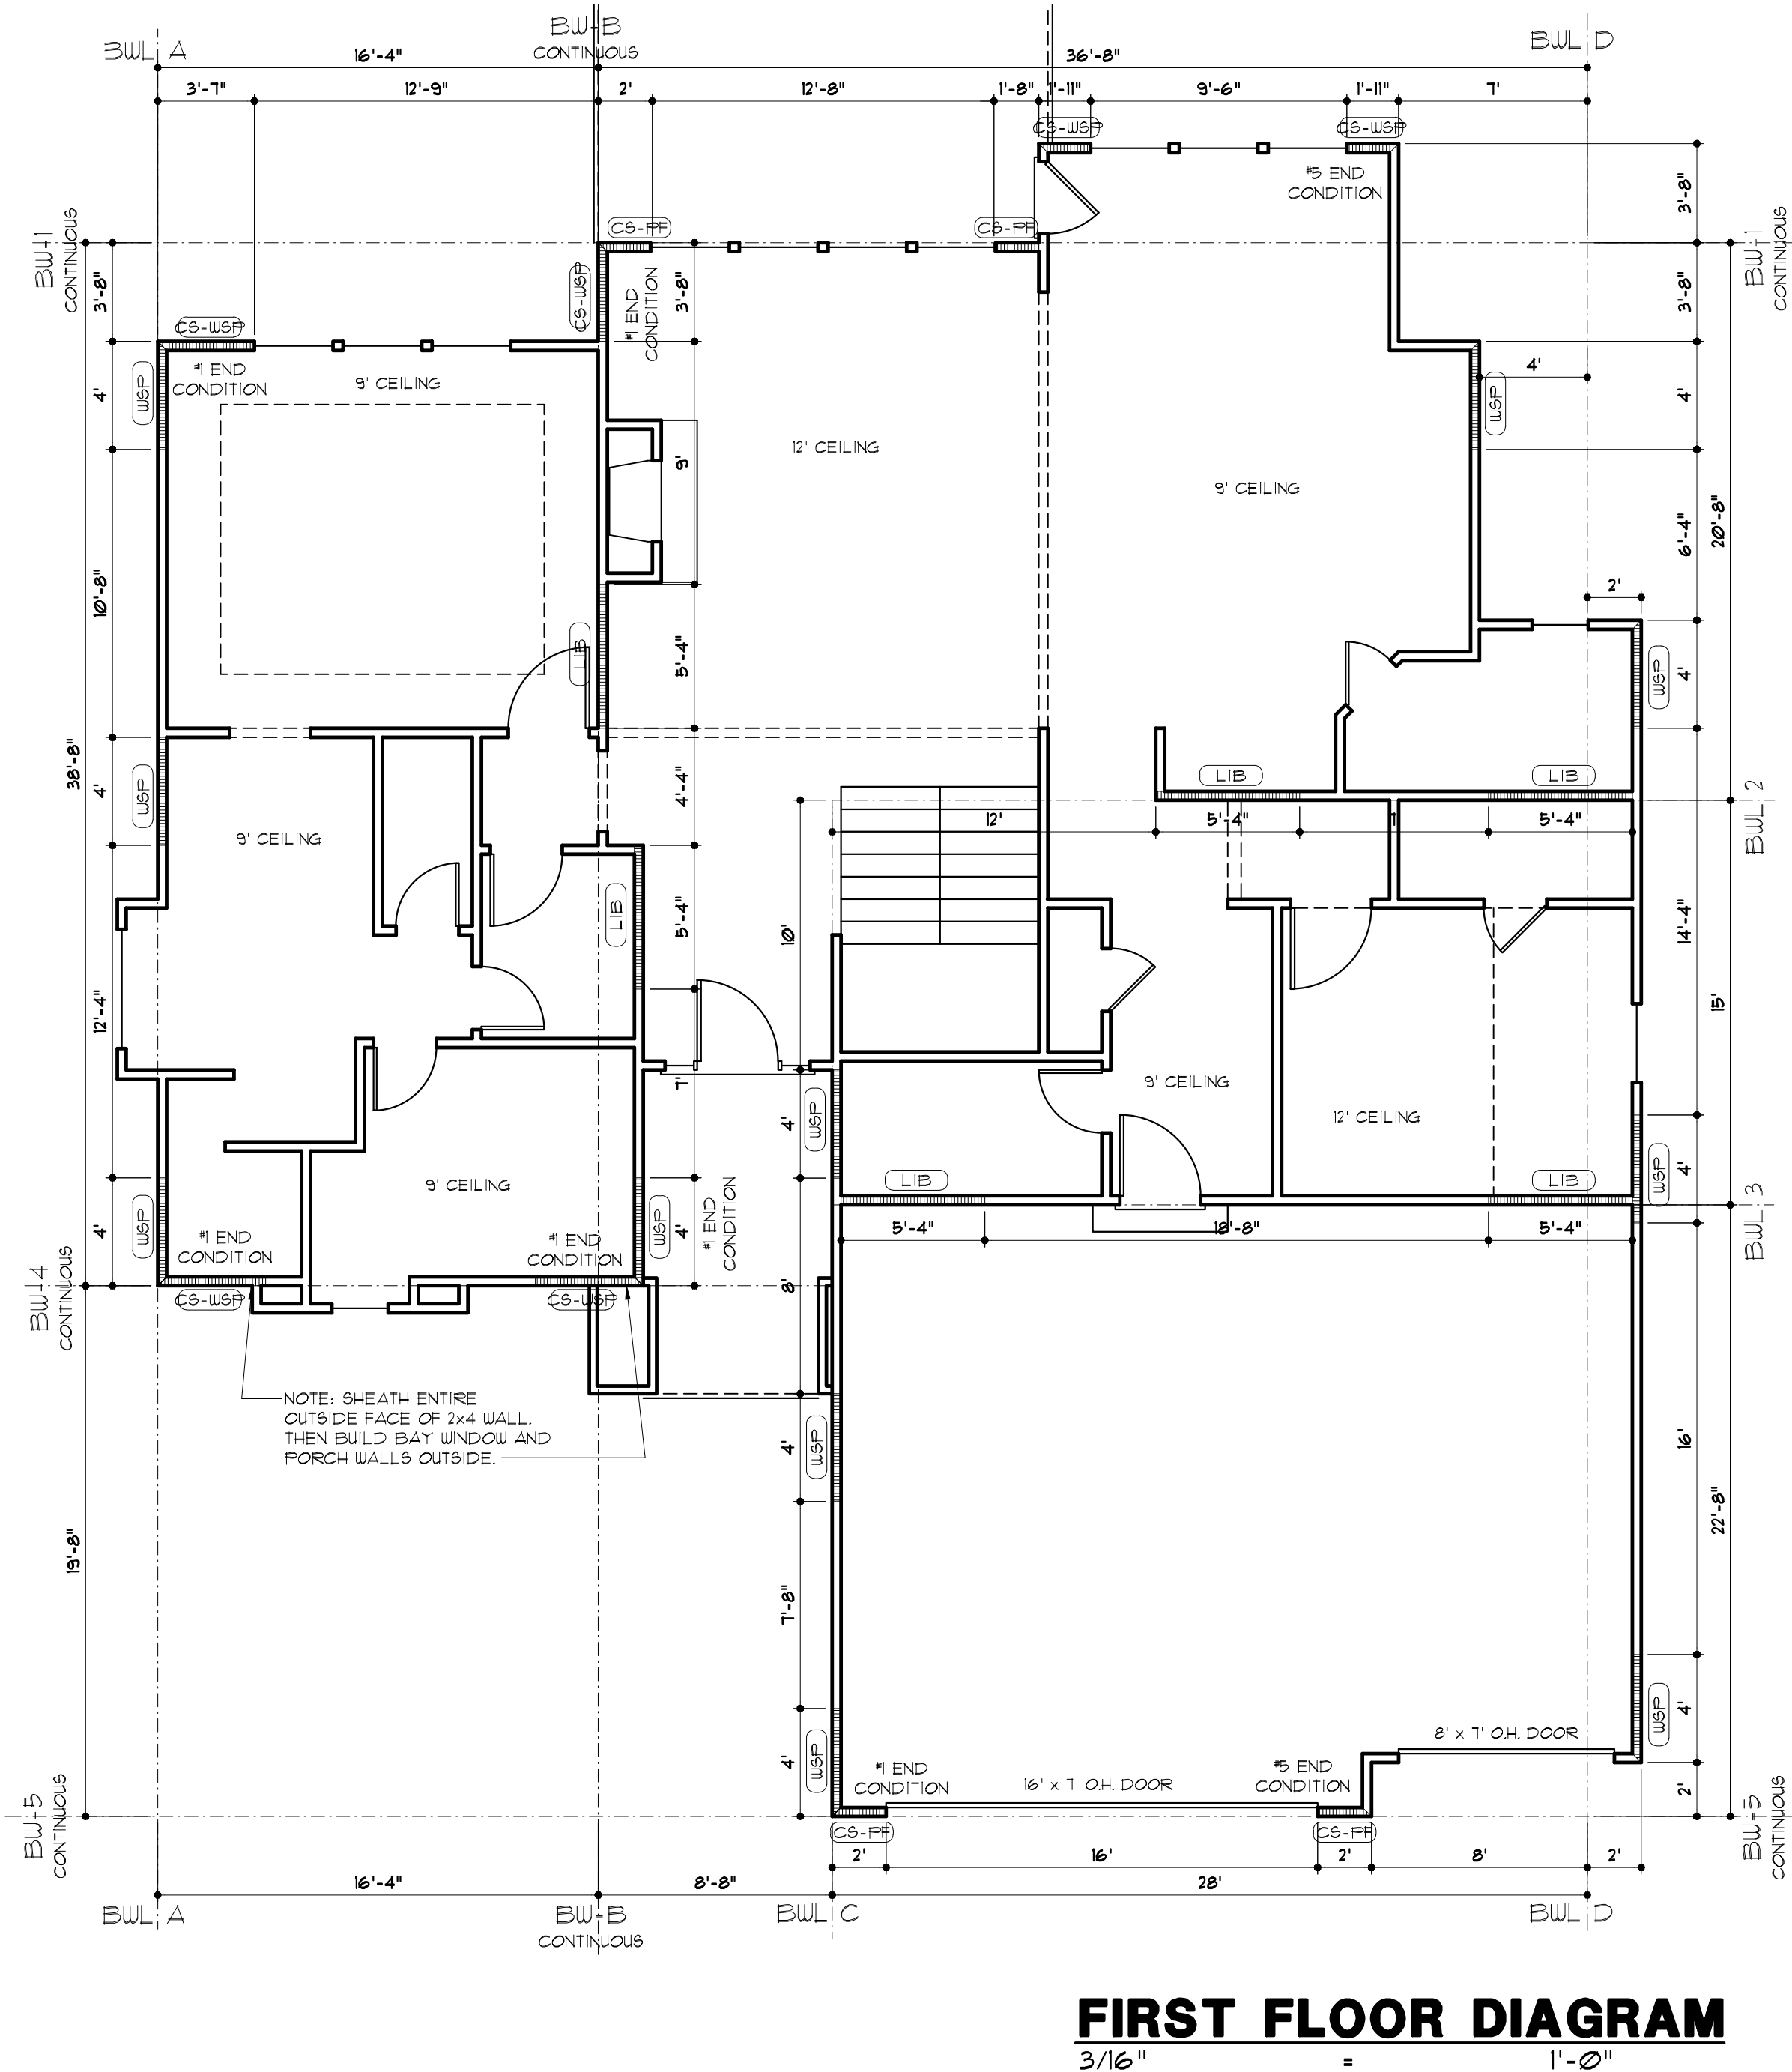 BWL A
BW-B
CONTINUOUS
BWL D
16'-4"
36'-8"
3'-7"
12'-9"
2'
12'-8"
1'-8"
1'-11"
9'-6"
1'-11"
7'
CS-WSP
CS-WSP
#5 END
CONDITION
3'-8"
BW-1
CONTINUOUS
BW-1
CONTINUOUS
CS-PF
CS-PF
3'-8"
CS-WSP
#1 END
CONDITION
3'-8"
3'-8"
CS-WSP
#1 END
CONDITION
9' CEILING
4'
WSP
4'
WSP
4'
12' CEILING
9'
9' CEILING
6'-4"
20'-8"
10'-8"
2'
LIB
5'-4"
WSP
4'
38'-8"
4'
WSP
4'-4"
LIB
LIB
BWL 2
9' CEILING
12'
5'-4"
7'
5'-4"
LIB
5'-4"
10'
14'-4"
12'-4"
15'
7'
9' CEILING
12' CEILING
4'
WSP
9' CEILING
LIB
LIB
WSP
4'
BWL 3
4'
WSP
#1 END
CONDITION
#1 END
CONDITION
WSP
4'
#1 END
CONDITION
5'-4"
18'-8"
5'-4"
BW-4
CONTINUOUS
CS-WSP
CS-WSP
8'
NOTE: SHEATH ENTIRE
OUTSIDE FACE OF 2x4 WALL.
THEN BUILD BAY WINDOW AND
PORCH WALLS OUTSIDE.
4'
WSP
16'
22'-8"
19'-8"
7'-8"
WSP
4'
8' x 7' O.H. DOOR
4'
WSP
#1 END
CONDITION
16' x 7' O.H. DOOR
#5 END
CONDITION
2'
BW-5
CONTINUOUS
BW-5
CONTINUOUS
CS-PF
CS-PF
2'
16'
2'
8'
2'
16'-4"
8'-8"
28'
BWL A
BW-B
CONTINUOUS
BWL C
BWL D
FIRST FLOOR DIAGRAM
3/16" = 1'-0"